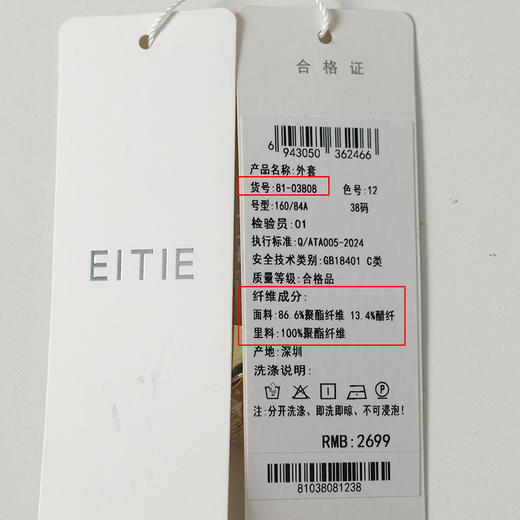 EITIE
合格证
6 943050 362466
产品名称:外套
货号:81-03808 色号:12
号型:160/84A 38码
检验员:01
执行标准:Q/ATA005-2024
安全技术类别:GB18401 C类
质量等级:合格品
纤维成分:
面料:86.6%聚酯纤维 13.4%醋纤
里料:100%聚酯纤维
产地:深圳
洗涤说明:
P
注:分开洗涤、即洗即晾、不可浸泡!
RMB:2699
81038081238